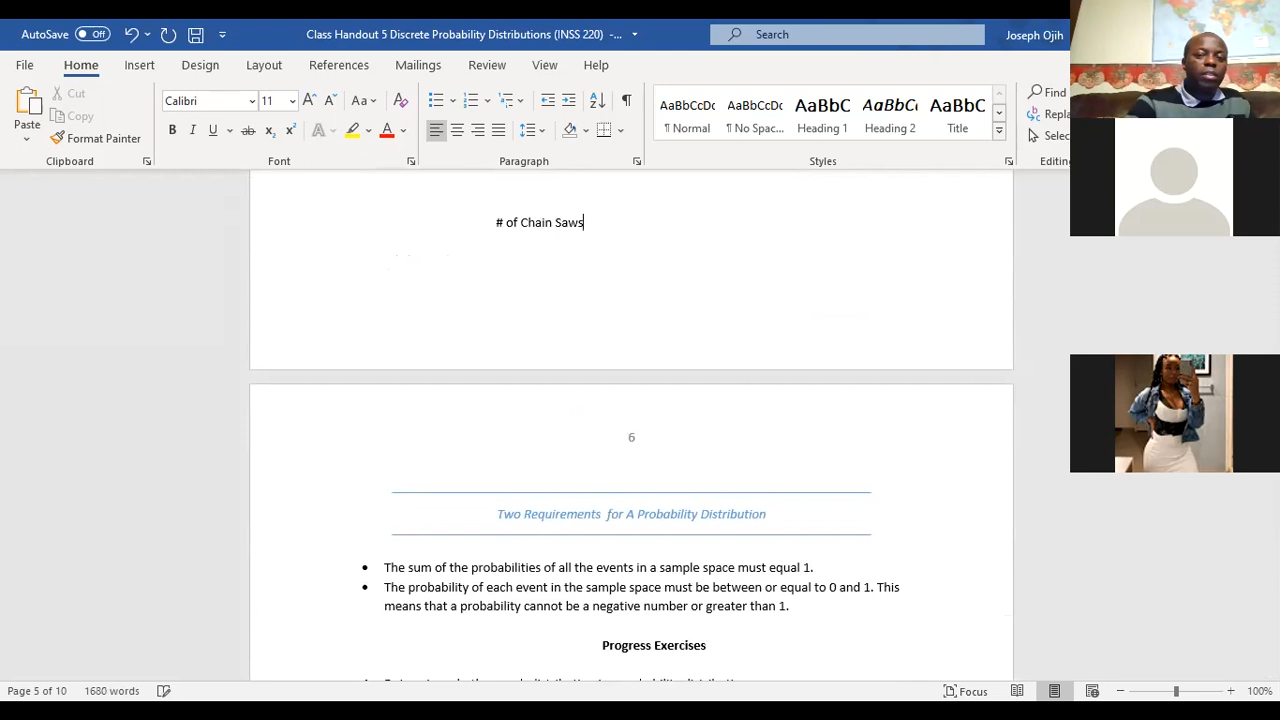 AutoSave Off Class Handout 5 Discrete Probability Distributions (INSS 220) -... Search Joseph Ojih
File Home Insert Design Layout References Mailings Review View Help
Calibri 11 Aa AaBbCcDc AaBbCcDc AaBbC AaBbCc AaBbC
Paste Cut Copy Format Painter
B I U ab x2 x2 A A ¶ Normal ¶ No Spac... Heading 1 Heading 2 Title
Find
Clipboard Font Paragraph Styles Editing
# of Chain Saws
6
Two Requirements for A Probability Distribution
• The sum of the probabilities of all the events in a sample space must equal 1.
• The probability of each event in the sample space must be between or equal to 0 and 1. This
means that a probability cannot be a negative number or greater than 1.
Progress Exercises
Page 5 of 10 1680 words Focus 100%